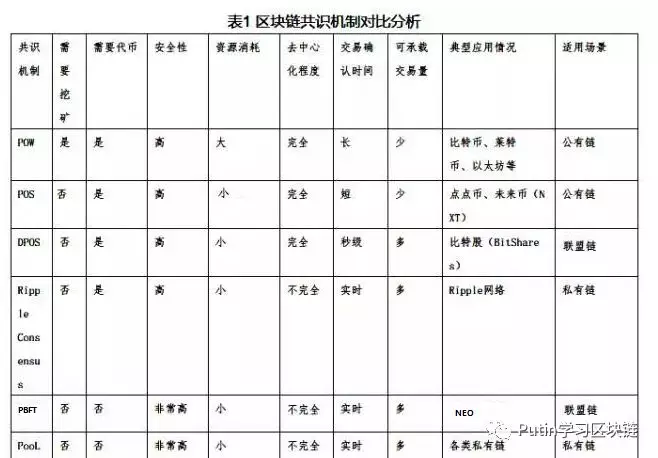 表1 区块链共识机制对比分析
共识机制 需要挖矿 需要代币 安全性 资源消耗 去中心化程度 交易确认时间 可承载交易量 典型应用情况 适用场景
POW 是 是 高 大 完全 长 少 比特币、莱特币、以太坊等 公有链
POS 否 是 高 小 完全 短 少 点点币、未来币（NXT） 公有链
DPOS 否 是 高 小 完全 秒级 多 比特股（BitShares） 联盟链
Ripple Consensus 否 是 高 小 不完全 实时 多 Ripple网络 私有链
PBFT 否 否 非常高 小 不完全 实时 多 NEO 联盟链
PooL 否 否 非常高 小 不完全 实时 多 各类私有链 私有链
Putin学习区块链